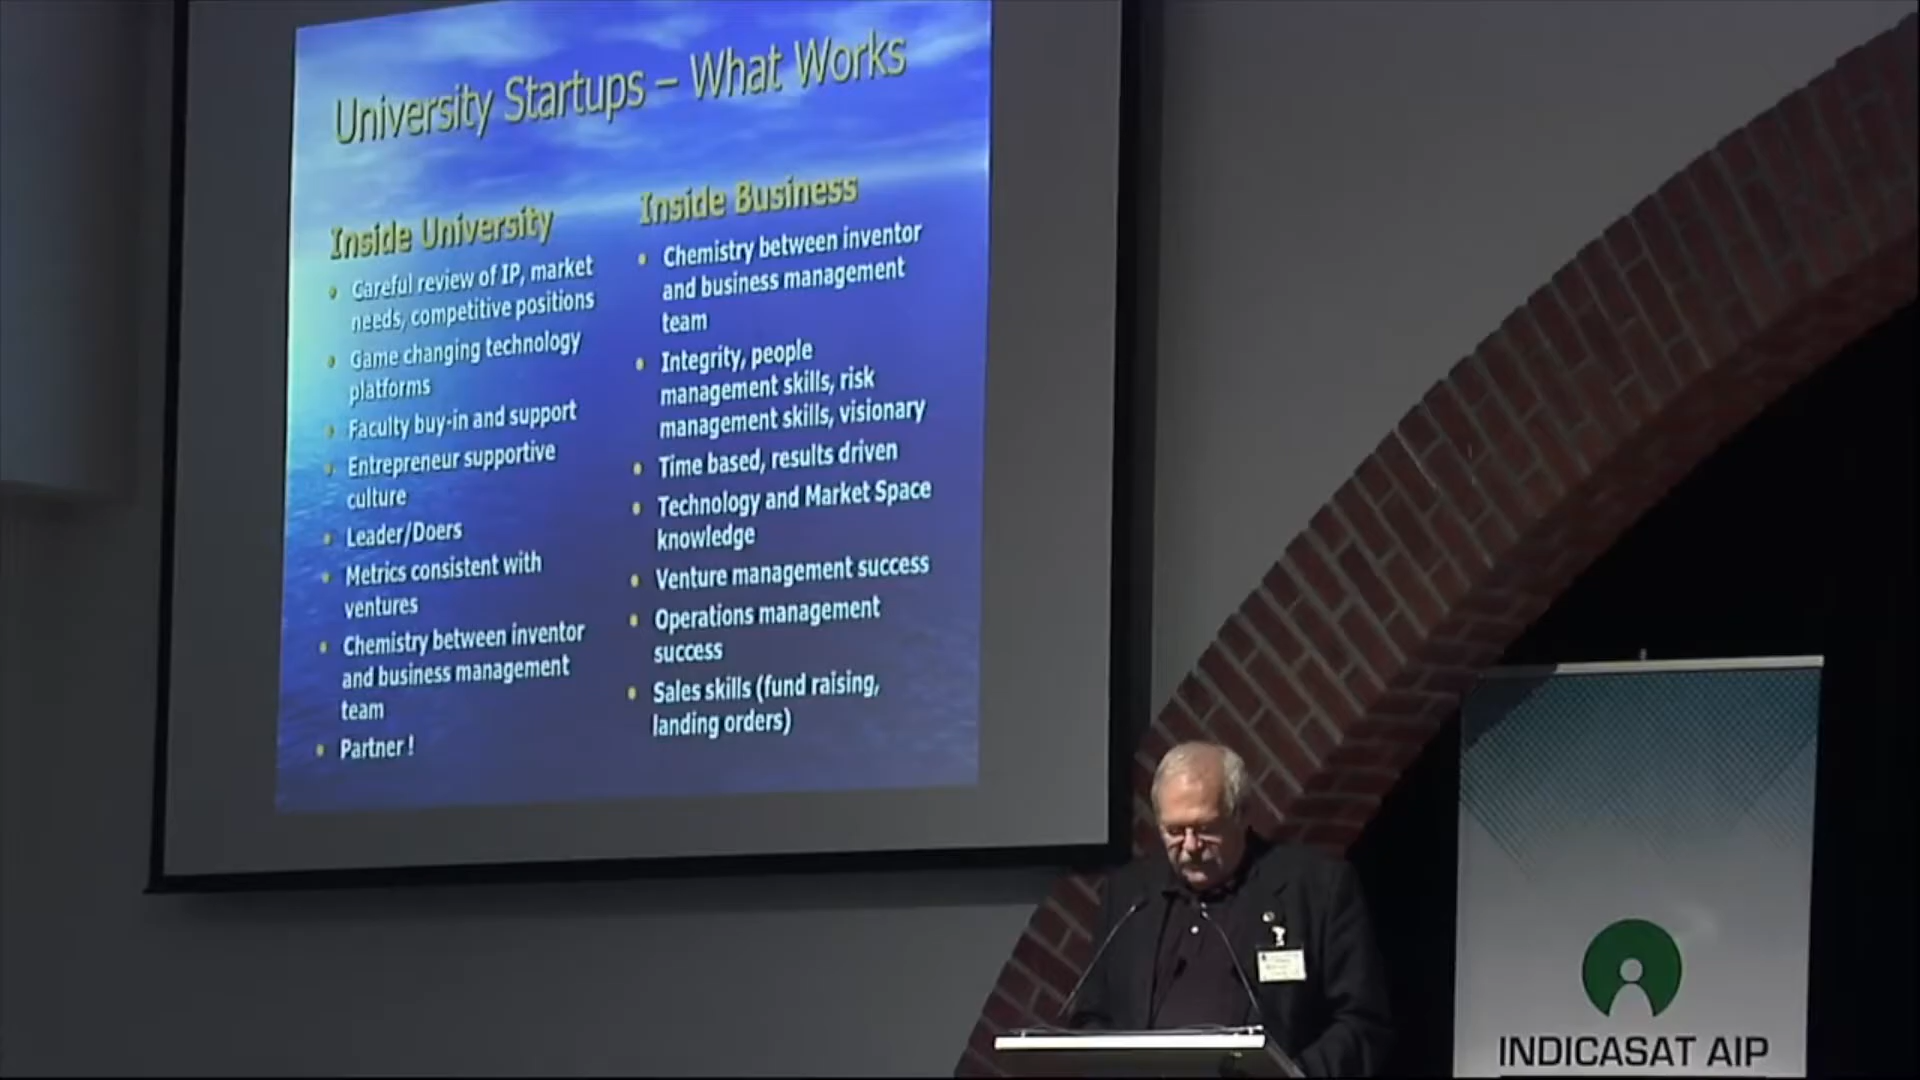 University Startups – What Works
Inside University
• Careful review of IP, market
needs, competitive positions
• Game changing technology
platforms
• Faculty buy-in and support
• Entrepreneur supportive
culture
• Leader/Doers
• Metrics consistent with
ventures
• Chemistry between inventor
and business management
team
• Partner !
Inside Business
• Chemistry between inventor
and business management
team
• Integrity, people
management skills, risk
management skills, visionary
• Time based, results driven
• Technology and Market Space
knowledge
• Venture management success
• Operations management
success
• Sales skills (fund raising,
landing orders)
INDICASAT AIP